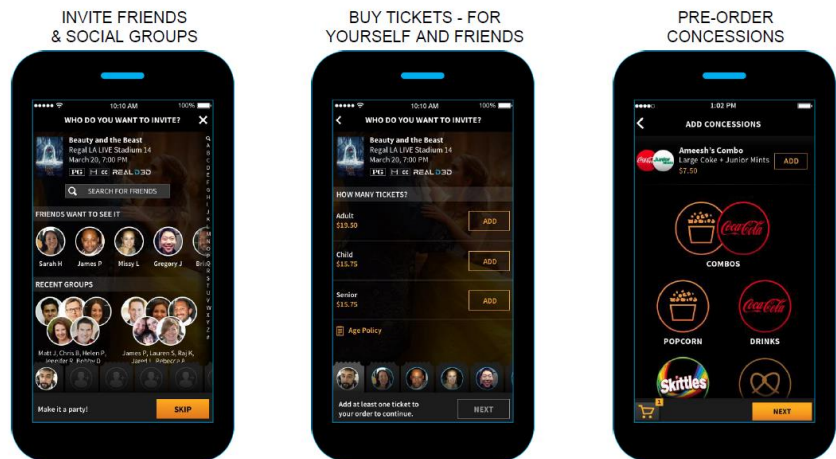 INVITE FRIENDS
& SOCIAL GROUPS
10:10 AM
100%
WHO DO YOU WANT TO INVITE?
Beauty and the Beast
Regal LA LIVE Stadium 14
March 20, 7:00 PM
PG H cc REAL D 3D
SEARCH FOR FRIENDS
FRIENDS WANT TO SEE IT
Sarah H James P Missy L Gregory J
RECENT GROUPS
Matt J, Chris B, Helen P, James P, Lauren S, Raj K,
Jennifer R, Bobby D Jared L, Rebecca F
Make it a party!
SKIP
A
B
C
D
E
F
G
H
I
J
K
L
M
N
O
P
Q
R
S
T
U
V
W
X
Y
Z
#
BUY TICKETS - FOR
YOURSELF AND FRIENDS
10:10 AM
100%
WHO DO YOU WANT TO INVITE?
Beauty and the Beast
Regal LA LIVE Stadium 14
March 20, 7:00 PM
PG H cc REAL D 3D
HOW MANY TICKETS?
Adult
$19.50
ADD
Child
$15.75
ADD
Senior
$15.75
ADD
Age Policy
Add at least one ticket to
your order to continue.
NEXT
PRE-ORDER
CONCESSIONS
1:02 PM
ADD CONCESSIONS
Ameesh's Combo
Large Coke + Junior Mints
$7.50
ADD
Coca-Cola
COMBOS
Coca-Cola
POPCORN DRINKS
Skittles
1
NEXT